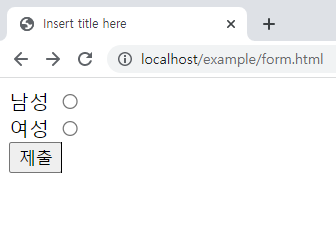 Insert title here
localhost/example/form.html
남성
여성
제출